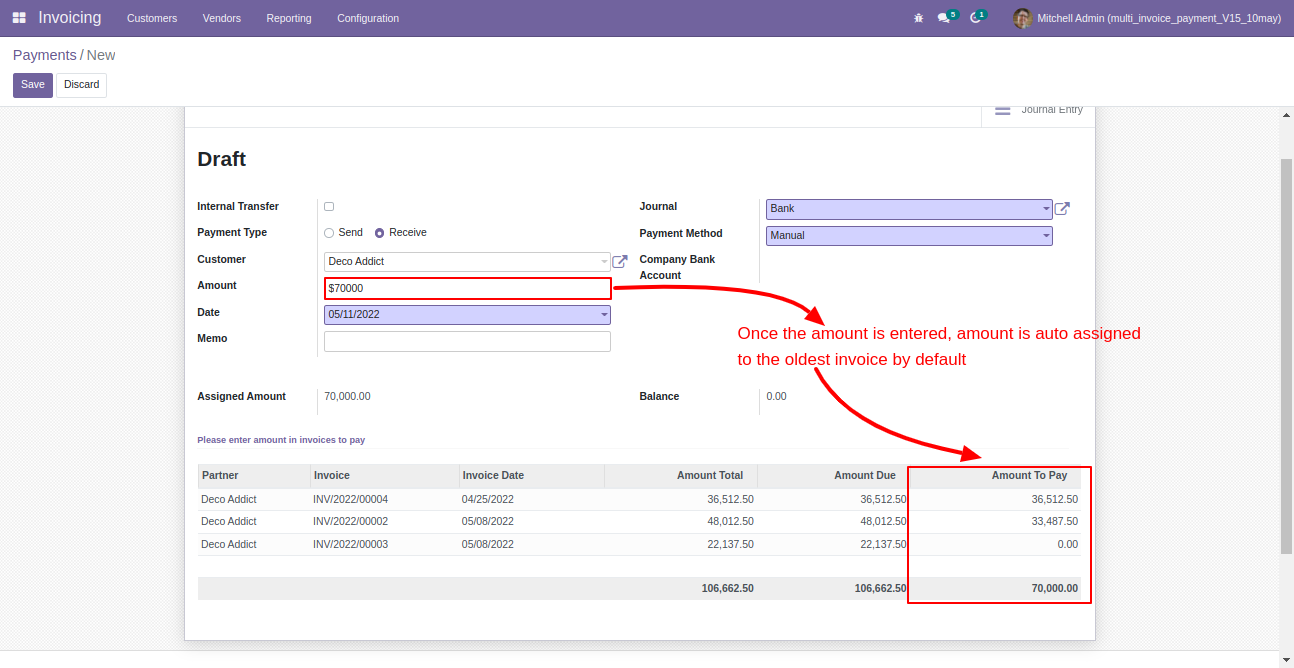 Invoicing Customers Vendors Reporting Configuration 5 1 Mitchell Admin (multi_invoice_payment_V15_10may)
Payments / New
Save Discard
Journal Entry
Draft
Internal Transfer
Journal Bank
Payment Type Send Receive
Payment Method Manual
Customer Deco Addict
Company Bank
Account
Amount $70000
Date 05/11/2022
Memo
Once the amount is entered, amount is auto assigned
to the oldest invoice by default
Assigned Amount 70,000.00 Balance 0.00
Please enter amount in invoices to pay
Partner Invoice Invoice Date Amount Total Amount Due Amount To Pay
Deco Addict INV/2022/00004 04/25/2022 36,512.50 36,512.50 36,512.50
Deco Addict INV/2022/00002 05/08/2022 48,012.50 48,012.50 33,487.50
Deco Addict INV/2022/00003 05/08/2022 22,137.50 22,137.50 0.00
106,662.50 106,662.50 70,000.00